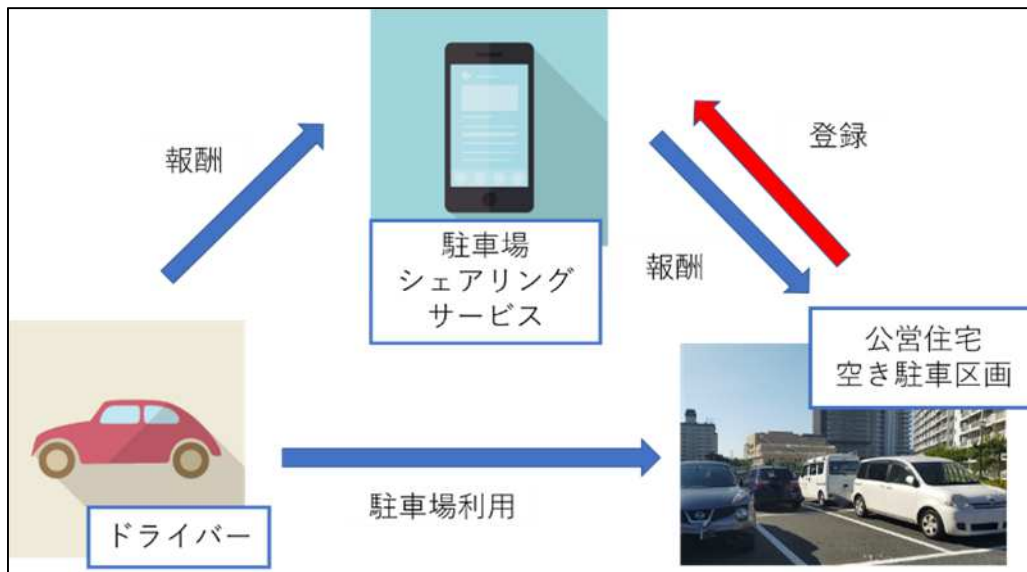 報酬
登録
駐車場
シェアリング
サービス
報酬
公営住宅
空き駐車区画
駐車場利用
ドライバー